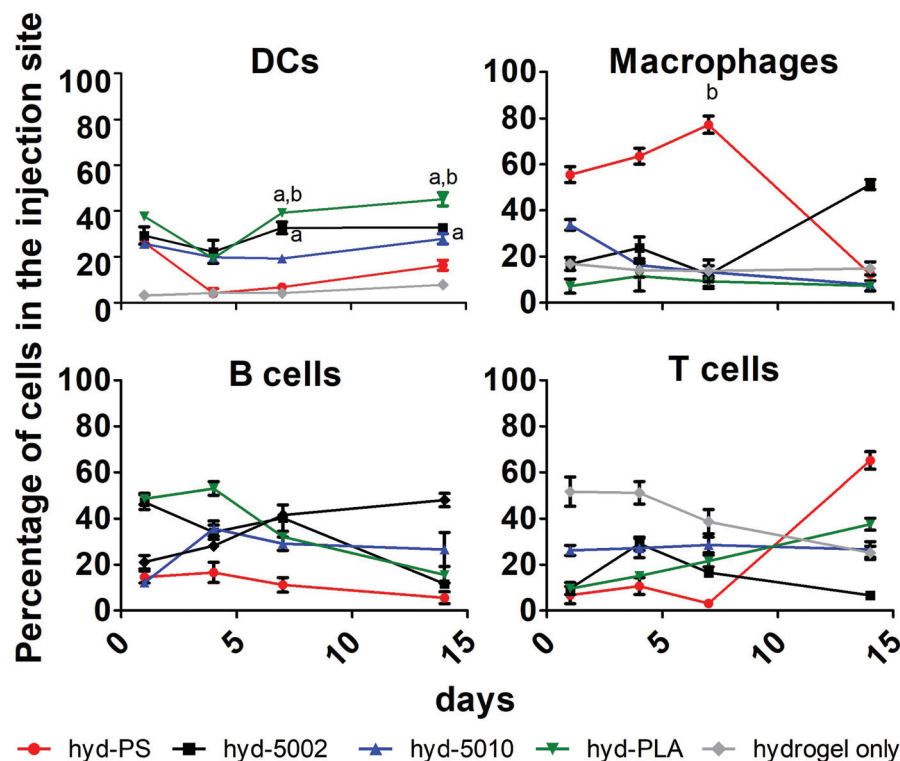 Percentage of cells in the injection site
DCs
100
80
60
40
20
0
a,b
a
a,b
a
Macrophages
100
80
60
40
20
0
b
B cells
100
80
60
40
20
0
0
5
10
15
T cells
100
80
60
40
20
0
0
5
10
15
days
hyd-PS
hyd-5002
hyd-5010
hyd-PLA
hydrogel only